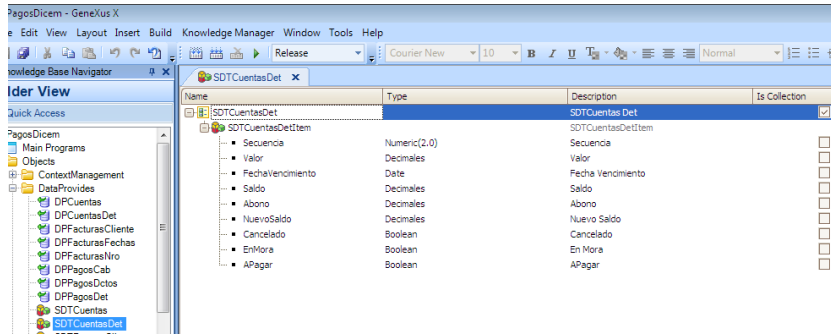 PagosDicem - GeneXus X
e Edit View Layout Insert Build Knowledge Manager Window Tools Help
Release Courier New 10 B I U Normal
nowledge Base Navigator
SDTCuentasDet
lder View
Name Type Description Is Collection
Quick Access
SDTCuentasDet SDTCuentas Det
SDTCuentasDetItem SDTCuentasDetItem
PagosDicem
Secuencia Numeric(2.0) Secuencia
Main Programs
Valor Decimales Valor
Objects
FechaVencimiento Date Fecha Vencimiento
ContextManagement
Saldo Decimales Saldo
DataProvides
Abono Decimales Abono
DPCuentas
NuevoSaldo Decimales Nuevo Saldo
DPCuentasDet
Cancelado Boolean Cancelado
DPFacturasCliente
EnMora Boolean En Mora
DPFacturasFechas
APagar Boolean APagar
DPFacturasNro
DPPagosCab
DPPagosDctos
DPPagosDet
SDTCuentas
SDTCuentasDet